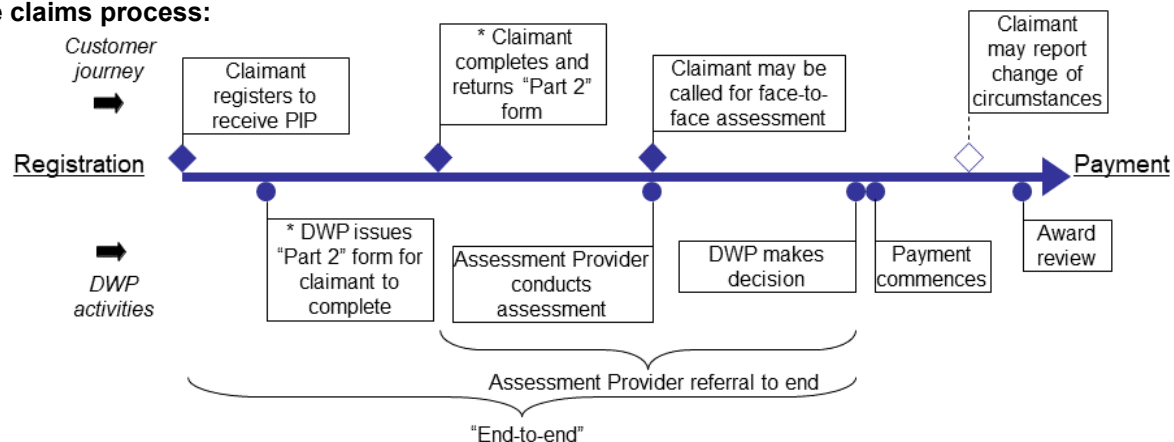 e claims process:
Customer
journey
Claimant
registers to
receive PIP
* Claimant
completes and
returns “Part 2”
form
Claimant may be
called for face-to-
face assessment
Claimant
may report
change of
circumstances
Registration
Payment
DWP
activities
* DWP issues
“Part 2” form for
claimant to
complete
Assessment Provider
conducts
assessment
DWP makes
decision
Payment
commences
Award
review
Assessment Provider referral to end
“End-to-end”